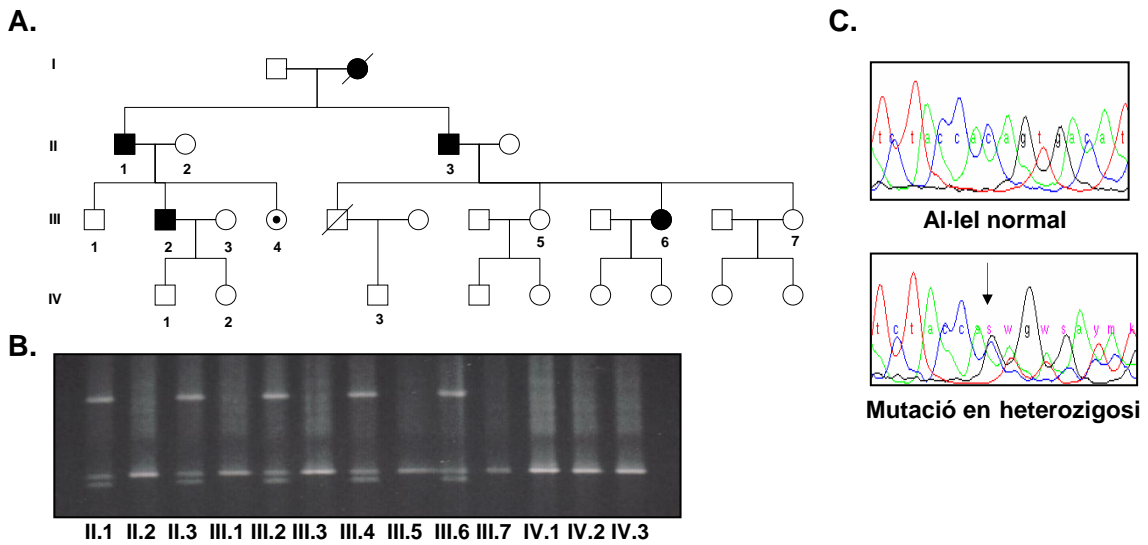 A.
C.
I
II
1
2
3
III
1
2
3
4
5
6
7
IV
1
2
3
t c t a c c a c a g t g a c a t
Al·lel normal
t c t a c c a s w g w s a y m k
Mutació en heterozigosi
B.
II.1 II.2 II.3 III.1 III.2 III.3 III.4 III.5 III.6 III.7 IV.1 IV.2 IV.3